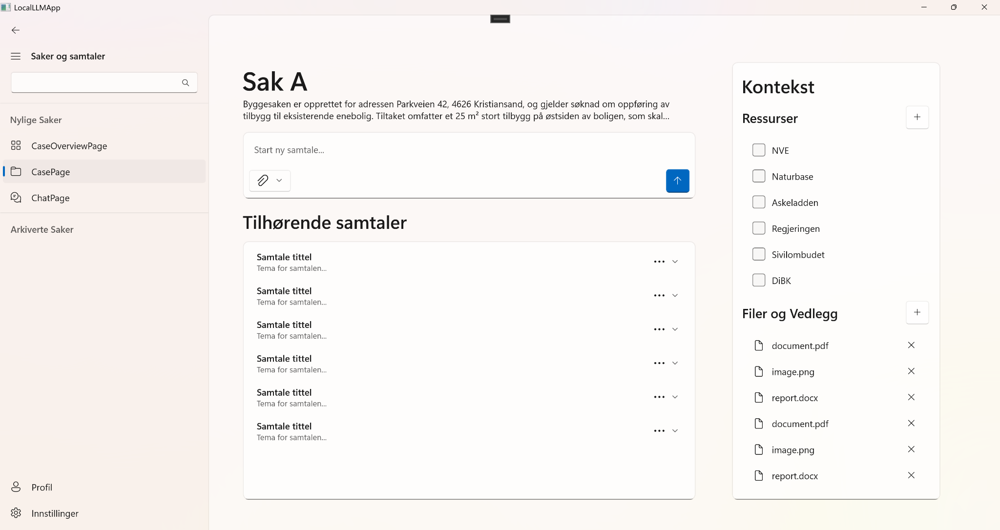 LocalLLMApp
Saker og samtaler
Nylige Saker
CaseOverviewPage
CasePage
ChatPage
Arkiverte Saker
Profil
Innstillinger
Sak A
Byggesaken er opprettet for adressen Parkveien 42, 4626 Kristiansand, og gjelder søknad om oppføring av
tilbygg til eksisterende enebolig. Tiltaket omfatter et 25 m² stort tilbygg på østsiden av boligen, som skal...
Start ny samtale...
Tilhørende samtaler
Samtale tittel
Tema for samtalen...
Samtale tittel
Tema for samtalen...
Samtale tittel
Tema for samtalen...
Samtale tittel
Tema for samtalen...
Samtale tittel
Tema for samtalen...
Samtale tittel
Tema for samtalen...
Kontekst
Ressurser
NVE
Naturbase
Askeladden
Regjeringen
Sivilombudet
DiBK
Filer og Vedlegg
document.pdf
image.png
report.docx
document.pdf
image.png
report.docx